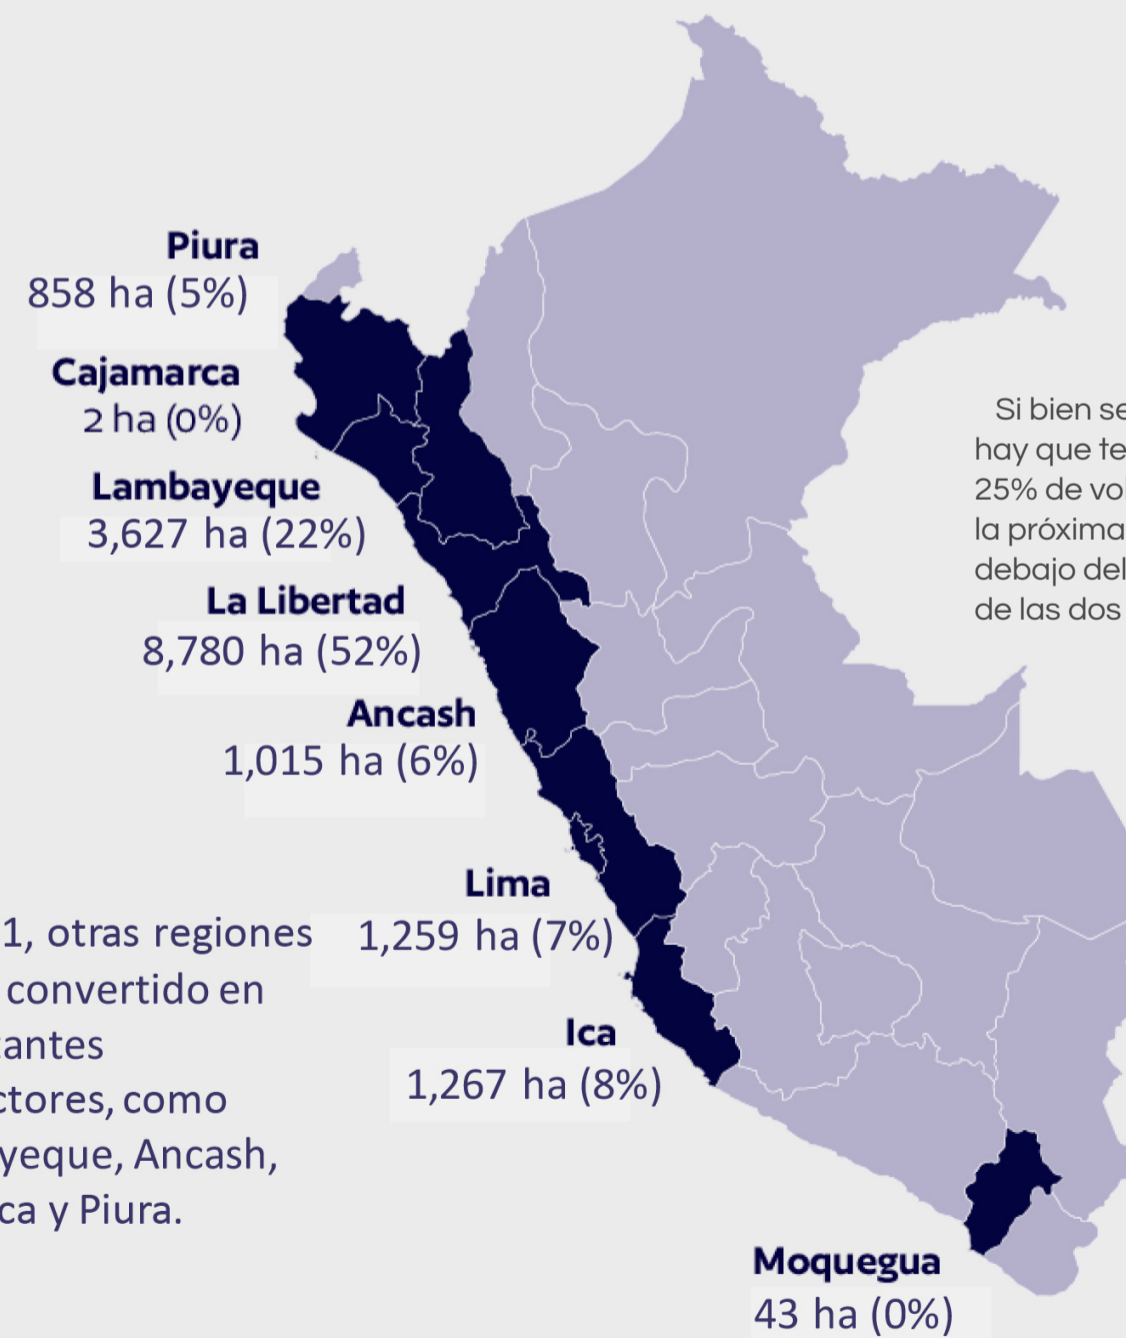 Piura
858 ha (5%)
Cajamarca
2 ha (0%)
Lambayeque
3,627 ha (22%)
La Libertad
8,780 ha (52%)
Ancash
1,015 ha (6%)
Lima
1,259 ha (7%)
Ica
1,267 ha (8%)
Moquegua
43 ha (0%)
Si bien se
hay que te
25% de vo
la próxima
debajo del
de las dos
1, otras regiones
convertido en
tantes
ctores, como
yeque, Ancash,
ca y Piura.